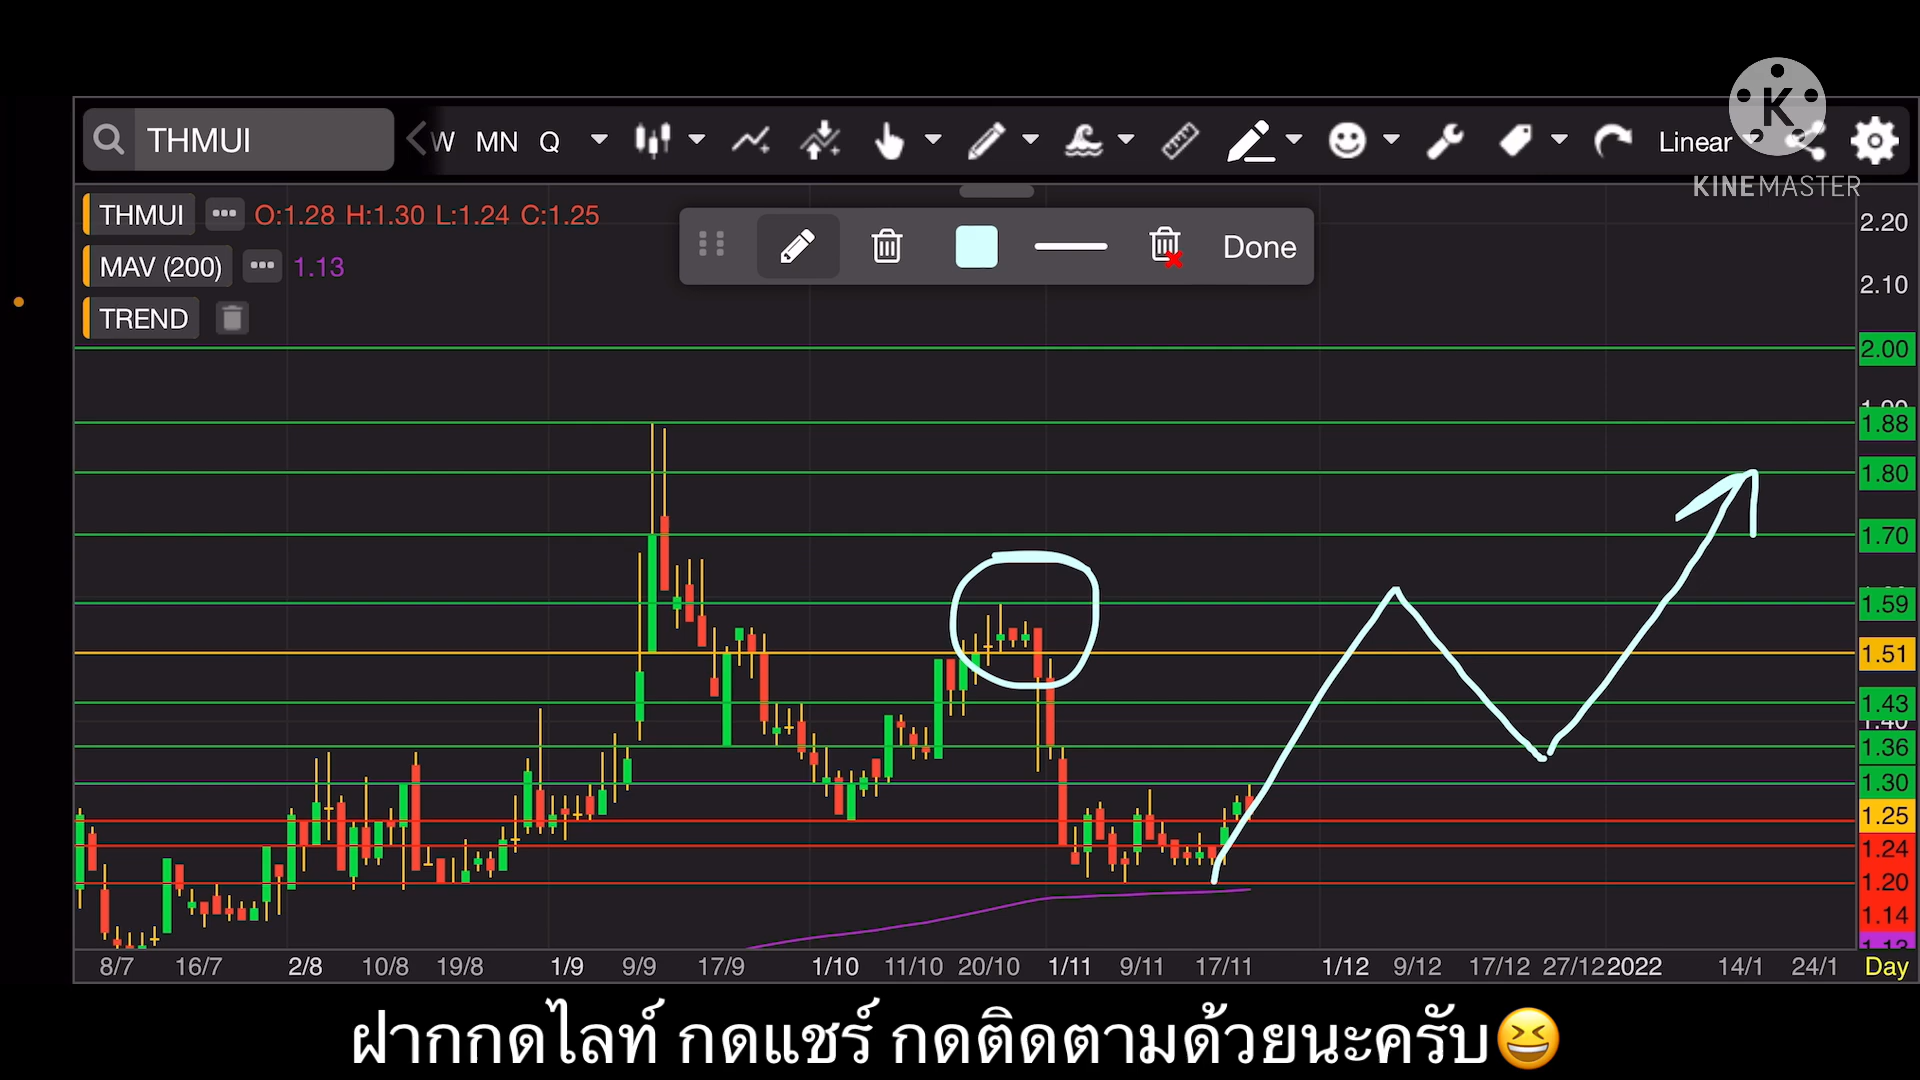 THMUI W MN Q Linear
KINEMASTER
THMUI O:1.28 H:1.30 L:1.24 C:1.25
Done
MAV (200) 1.13
TREND
2.20
2.10
2.00
1.88
1.80
1.70
1.59
1.51
1.43
1.40
1.36
1.30
1.25
1.24
1.20
1.14
1.13
8/7 16/7 2/8 10/8 19/8 1/9 9/9 17/9 1/10 11/10 20/10 1/11 9/11 17/11 1/12 9/12 17/12 27/12 2022 14/1 24/1 Day
ฝากกดไลท์ กดแชร์ กดติดตามด้วยนะครับ😆